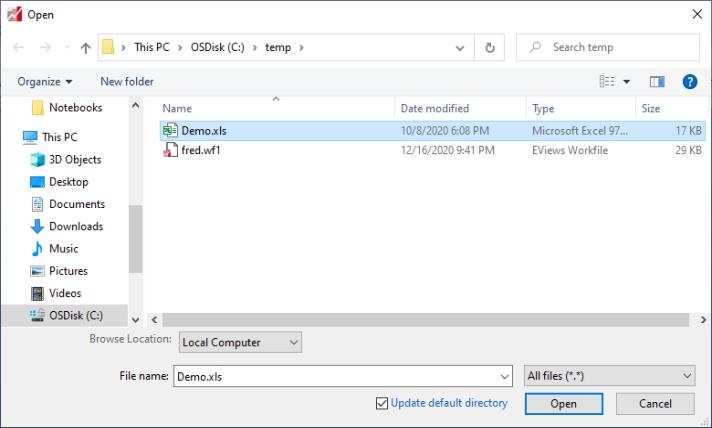 Open
This PC > OSDisk (C:) > temp >
Search temp
Organize
New folder
Name Date modified Type Size
Demo.xls 10/8/2020 6:08 PM Microsoft Excel 97... 17 KB
fred.wf1 12/16/2020 9:41 PM EViews Workfile 29 KB
Notebooks
This PC
3D Objects
Desktop
Documents
Downloads
Music
Pictures
Videos
OSDisk (C:)
Browse Location: Local Computer
File name: Demo.xls All files (*.*)
Update default directory Open Cancel